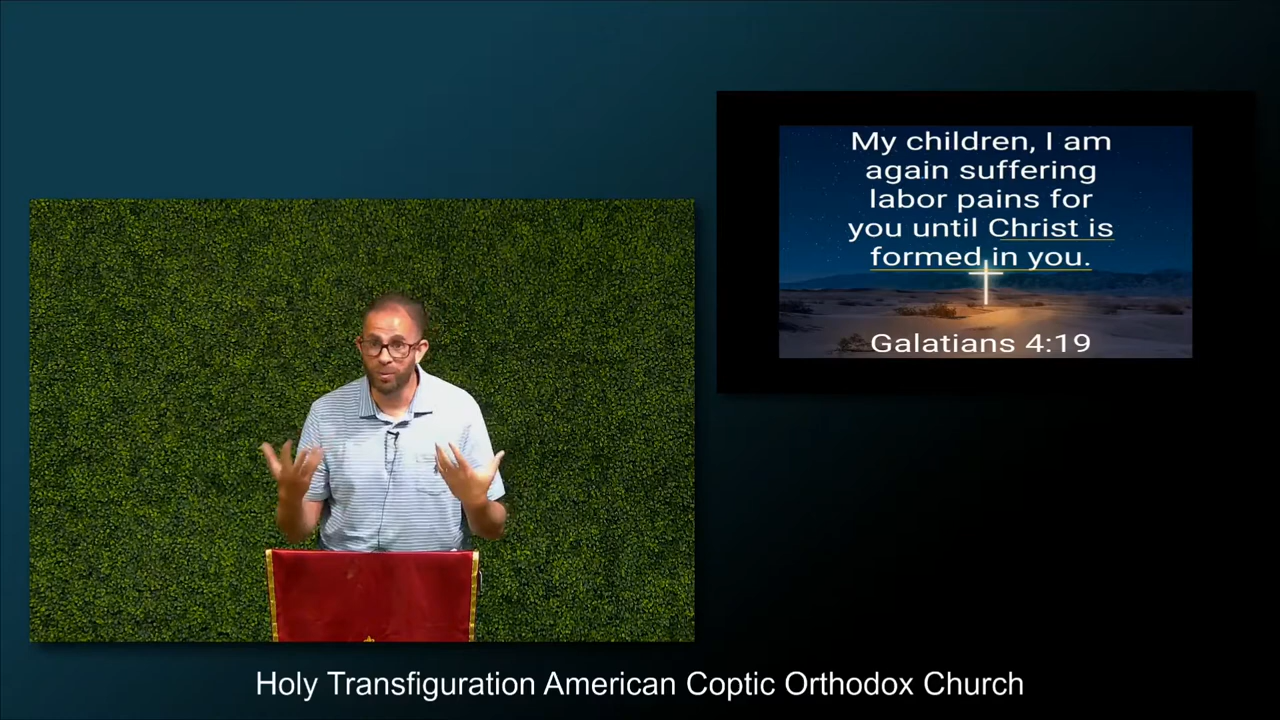 My children, I am
again suffering
labor pains for
you until Christ is
formed in you.
Galatians 4:19
Holy Transfiguration American Coptic Orthodox Church